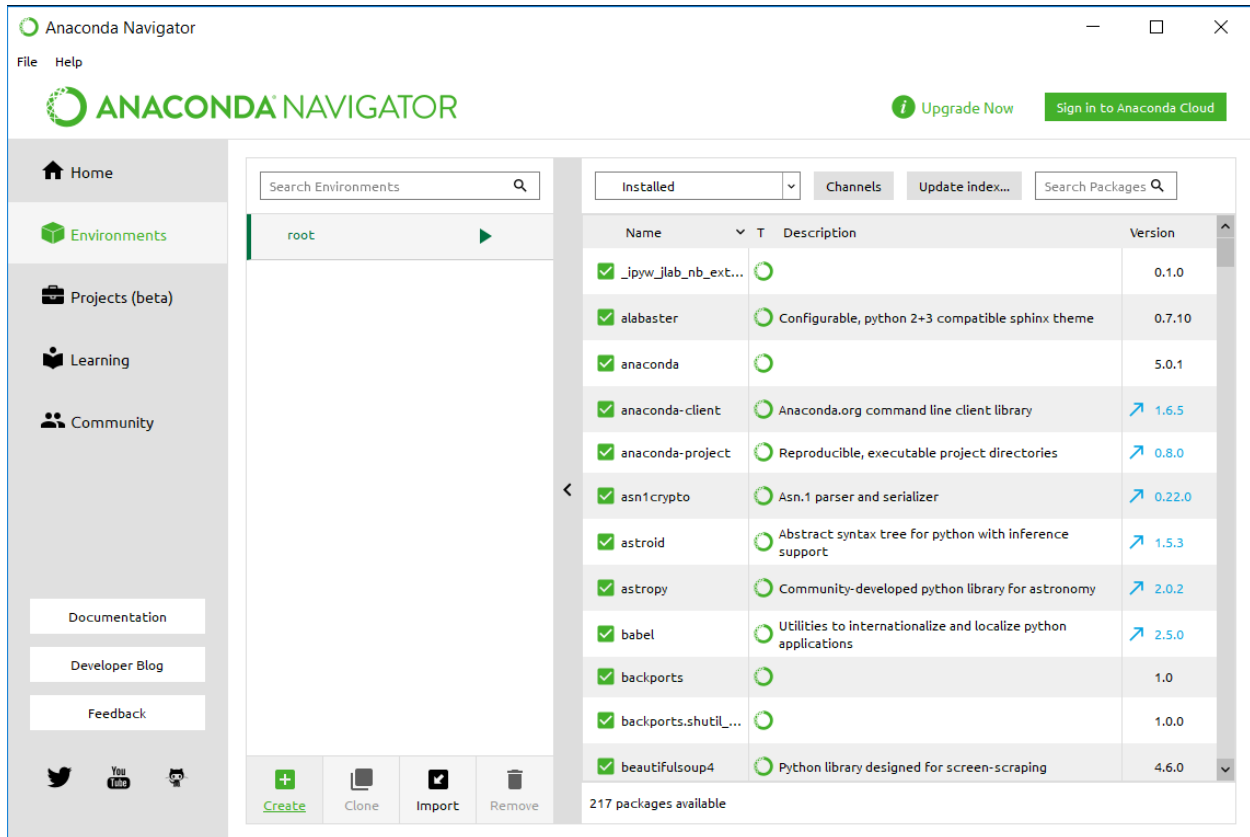 Anaconda Navigator
File Help
ANACONDA NAVIGATOR
i Upgrade Now
Sign in to Anaconda Cloud
Home
Environments
Projects (beta)
Learning
Community
Documentation
Developer Blog
Feedback
You Tube
Search Environments
root
Create Clone Import Remove
Installed Channels Update index... Search Packages
Name T Description Version
_ipyw_jlab_nb_ext... 0.1.0
alabaster Configurable, python 2+3 compatible sphinx theme 0.7.10
anaconda 5.0.1
anaconda-client Anaconda.org command line client library 1.6.5
anaconda-project Reproducible, executable project directories 0.8.0
asn1crypto Asn.1 parser and serializer 0.22.0
astroid Abstract syntax tree for python with inference
support 1.5.3
astropy Community-developed python library for astronomy 2.0.2
babel Utilities to internationalize and localize python
applications 2.5.0
backports 1.0
backports.shutil_... 1.0.0
beautifulsoup4 Python library designed for screen-scraping 4.6.0
217 packages available